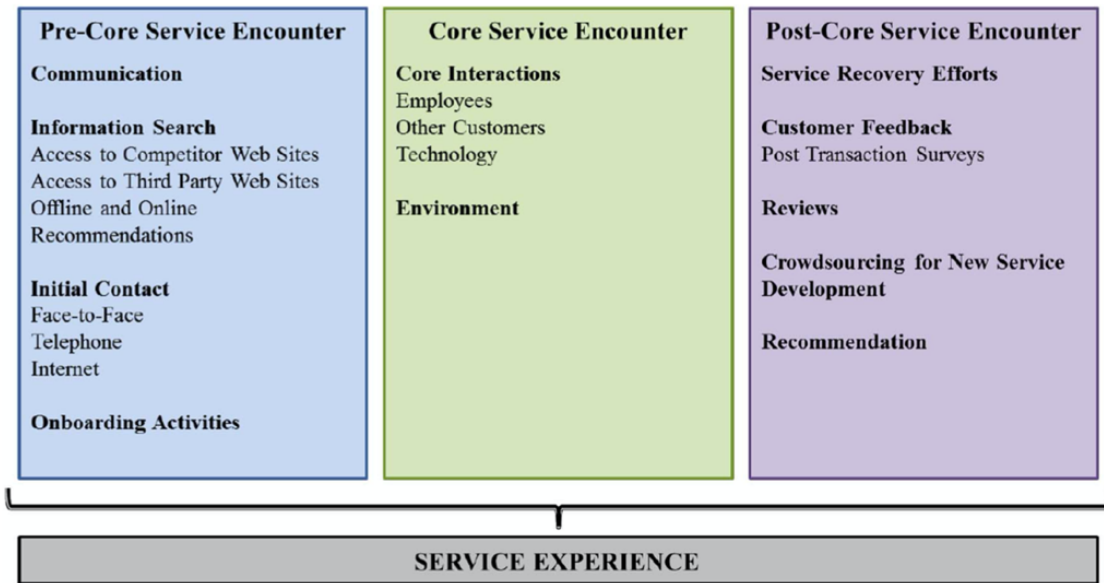 Pre-Core Service Encounter
Communication
Information Search
Access to Competitor Web Sites
Access to Third Party Web Sites
Offline and Online
Recommendations
Initial Contact
Face-to-Face
Telephone
Internet
Onboarding Activities
Core Service Encounter
Core Interactions
Employees
Other Customers
Technology
Environment
Post-Core Service Encounter
Service Recovery Efforts
Customer Feedback
Post Transaction Surveys
Reviews
Crowdsourcing for New Service
Development
Recommendation
SERVICE EXPERIENCE